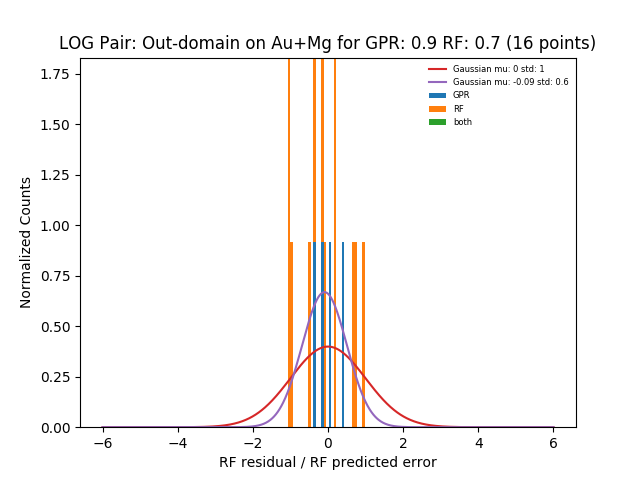 LOG Pair: Out-domain on Au+Mg for GPR: 0.9 RF: 0.7 (16 points)
Gaussian mu: 0 std: 1
Gaussian mu: -0.09 std: 0.6
GPR
RF
both
Normalized Counts
1.75
1.50
1.25
1.00
0.75
0.50
0.25
0.00
−6 −4 −2 0 2 4 6
RF residual / RF predicted error